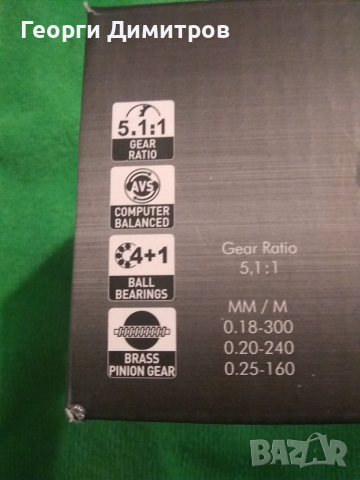 Георги Димитров
5.1:1
GEAR
RATIO
AVS
COMPUTER
BALANCED
4+1
BALL
BEARINGS
BRASS
PINION GEAR
Gear Ratio
5,1:1
MM / M
0.18-300
0.20-240
0.25-160
BAZAR